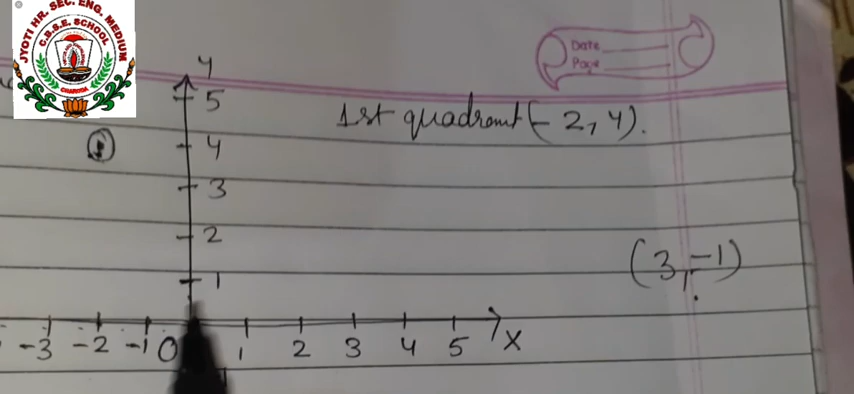 JYOTI HR. SEC. ENG. MEDIUM
C.B.S.E. SCHOOL
CHARODA
Date
Page
y
5
1st quadrant (-2, 4).
4
3
2
(3, -1)
1
-3 -2 -1 0 1 2 3 4 5 X